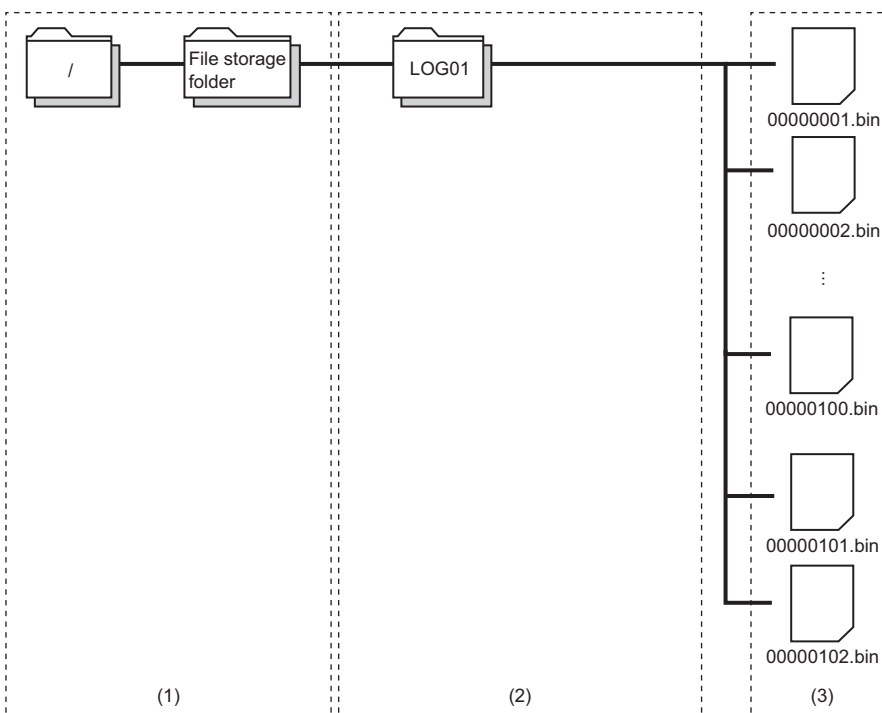 /
File storage
folder
LOG01
00000001.bin
00000002.bin
⋮
00000100.bin
00000101.bin
00000102.bin
(1)
(2)
(3)